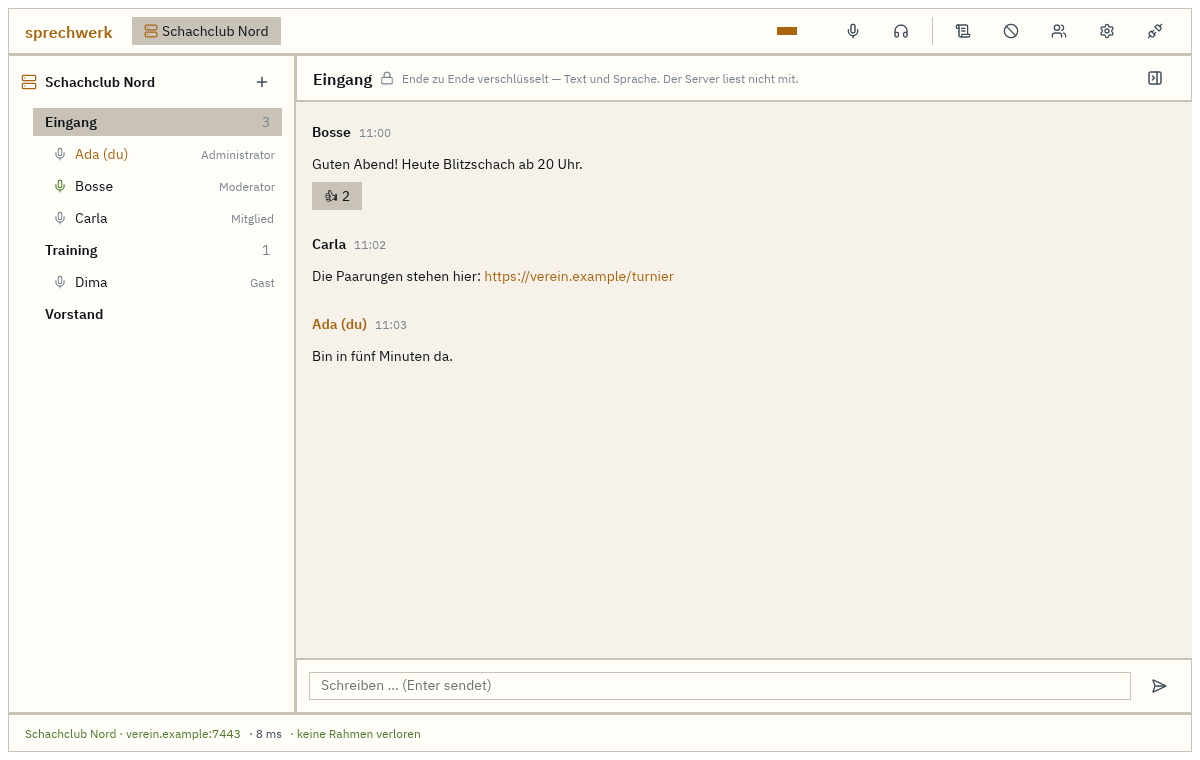 sprechwerk
Schachclub Nord
Schachclub Nord
Eingang 3
Ada (du) Administrator
Bosse Moderator
Carla Mitglied
Training 1
Dima Gast
Vorstand
Eingang Ende zu Ende verschlüsselt — Text und Sprache. Der Server liest nicht mit.
Bosse 11:00
Guten Abend! Heute Blitzschach ab 20 Uhr.
👍 2
Carla 11:02
Die Paarungen stehen hier: https://verein.example/turnier
Ada (du) 11:03
Bin in fünf Minuten da.
Schreiben … (Enter sendet)
Schachclub Nord · verein.example:7443 · 8 ms · keine Rahmen verloren